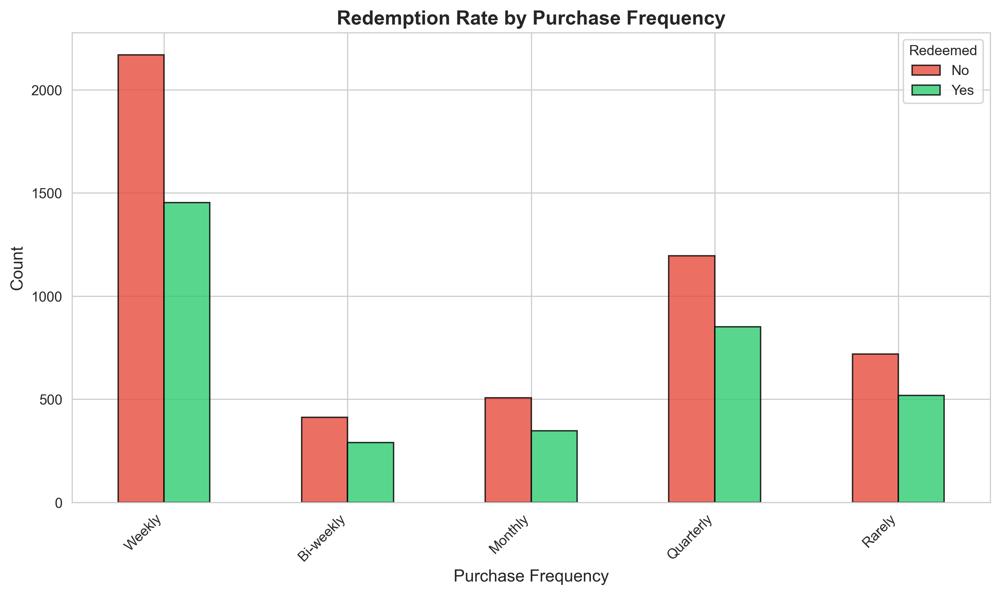 Redemption Rate by Purchase Frequency
Redeemed
No
Yes
2000
1500
1000
500
0
Count
Weekly
Bi-weekly
Monthly
Quarterly
Rarely
Purchase Frequency